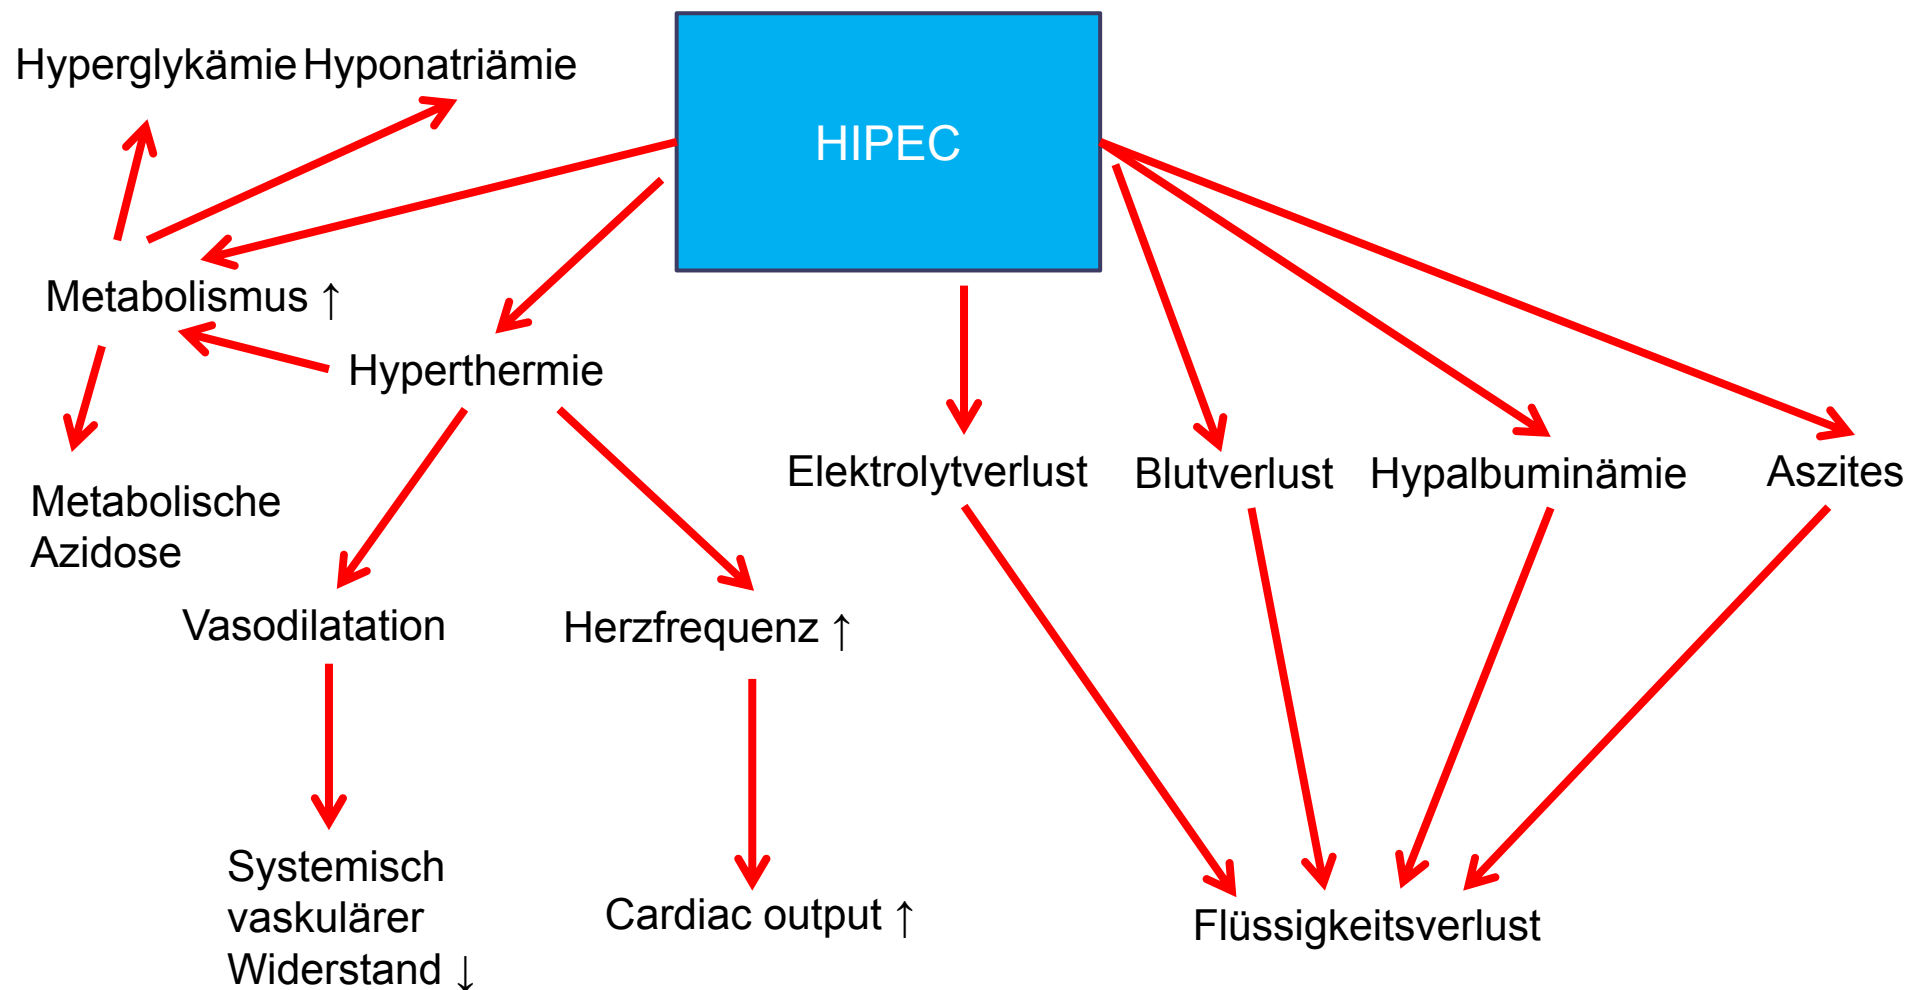 Hyperglykämie Hyponatriämie
HIPEC
Metabolismus ↑
Hyperthermie
Elektrolytverlust
Blutverlust
Hypalbuminämie
Aszites
Metabolische
Azidose
Vasodilatation
Herzfrequenz ↑
Systemisch
vaskulärer
Widerstand ↓
Cardiac output ↑
Flüssigkeitsverlust